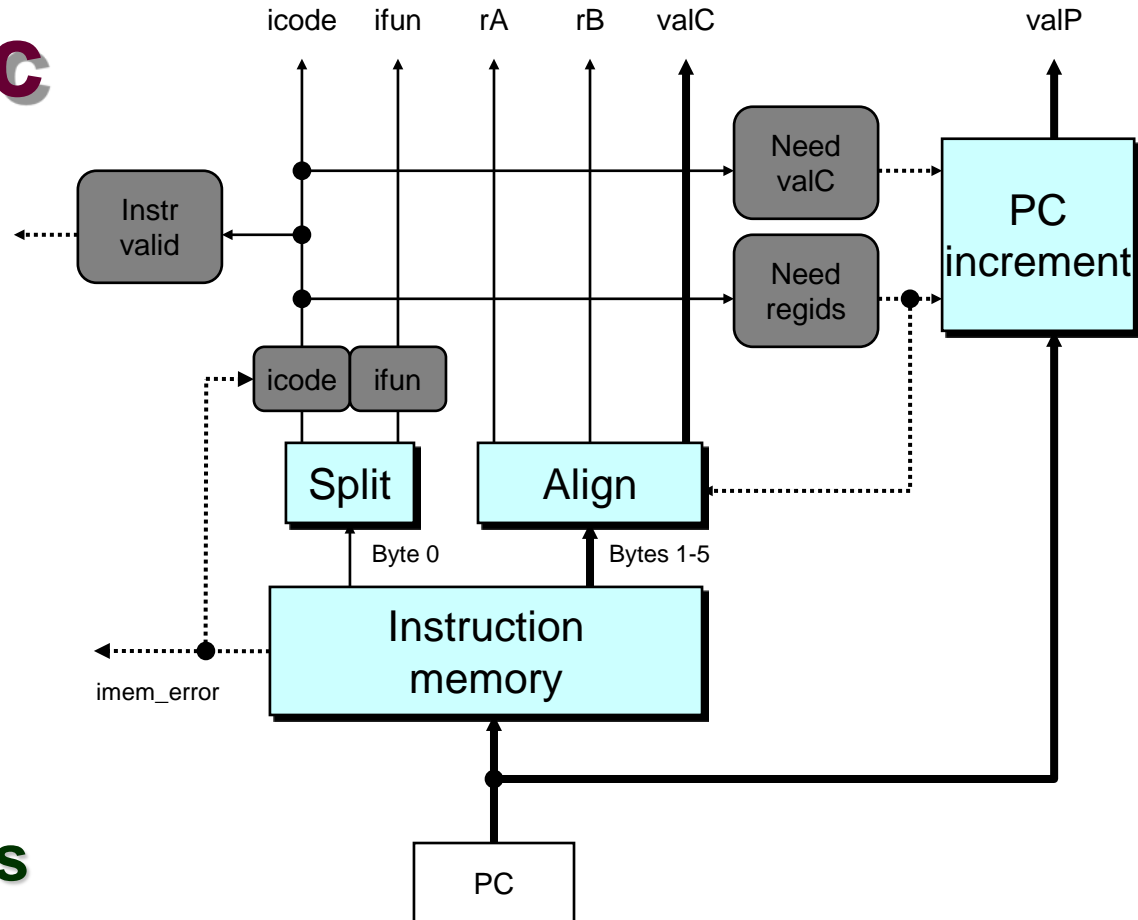 icode ifun rA rB valC valP
c
Need
valC
Instr
valid
PC
increment
Need
regids
icode ifun
Split
Align
Byte 0
Bytes 1-5
Instruction
memory
imem_error
s
PC